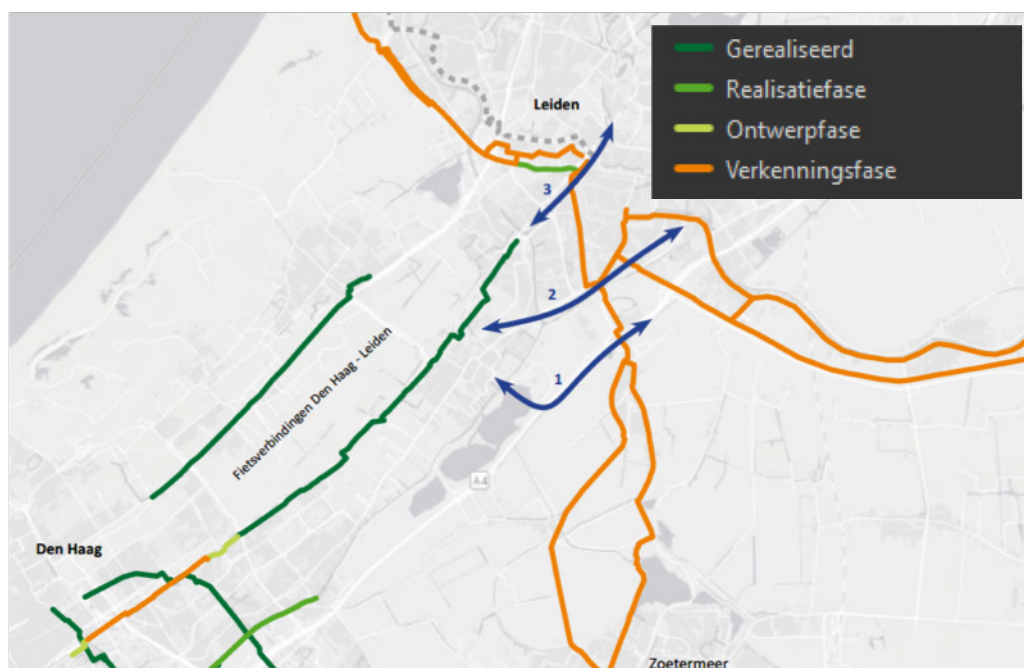 Gerealiseerd
Realisatiefase
Ontwerpfase
Verkenningsfase
Leiden
3
2
1
Fietsverbindingen Den Haag - Leiden
A4
Den Haag
Zoetermeer